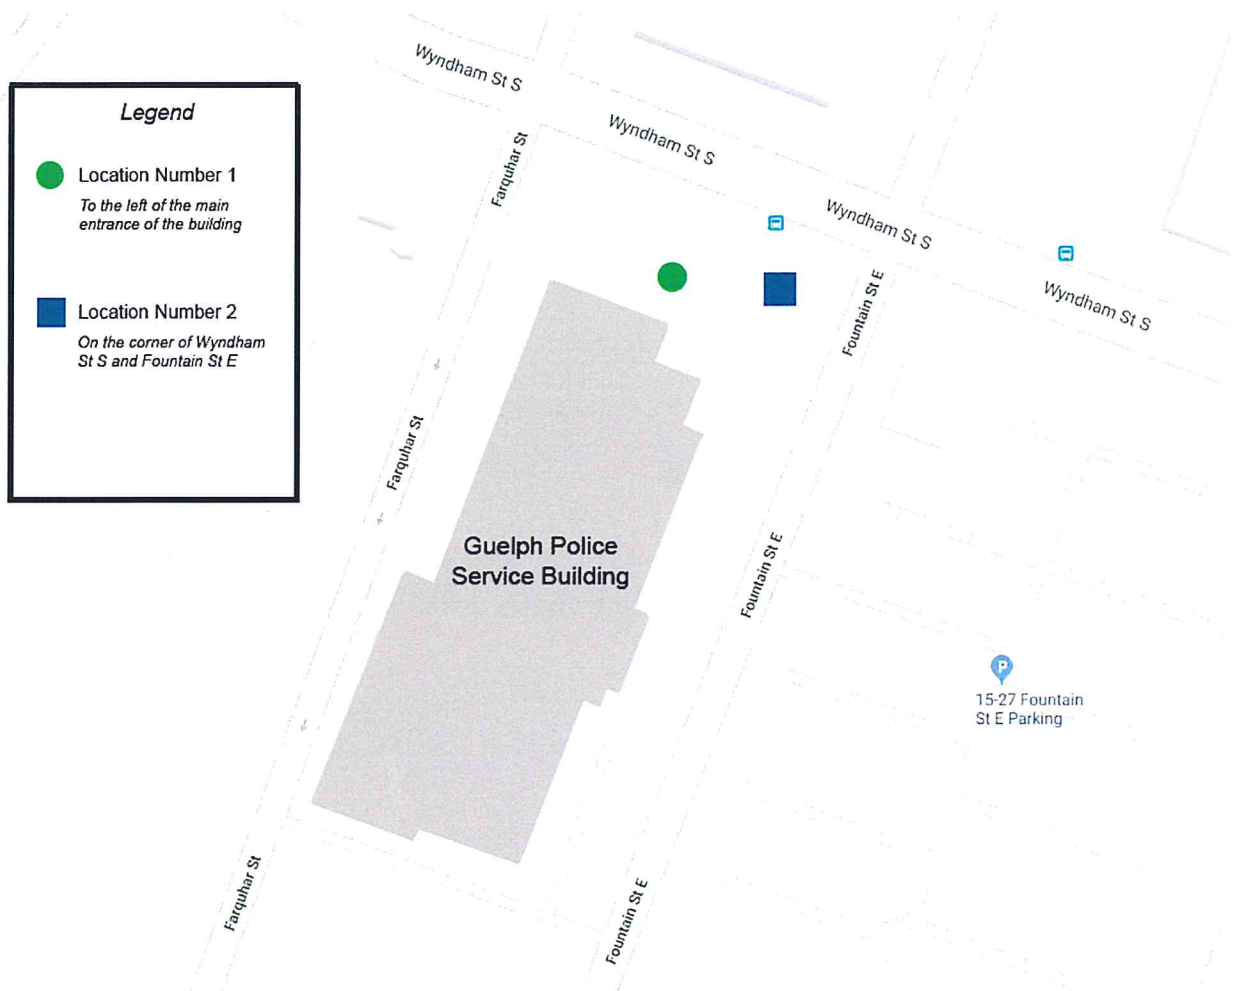 Legend
Location Number 1
To the left of the main
entrance of the building
Location Number 2
On the corner of Wyndham
St S and Fountain St E
Wyndham St S
Wyndham St S
Wyndham St S
Wyndham St S
Farquhar St
Farquhar St
Farquhar St
Fountain St E
Fountain St E
Fountain St E
Guelph Police
Service Building
P
15-27 Fountain
St E Parking